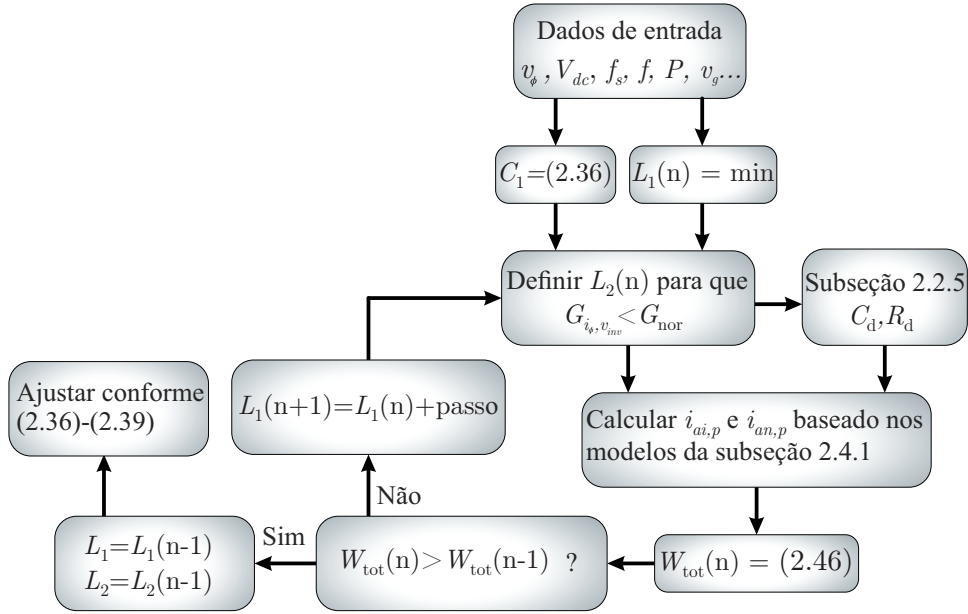 Dados de entrada
v_ϕ, V_dc, f_s, f, P, v_g...
C_1=(2.36)
L_1(n) = min
Definir L_2(n) para que
G_{i_ϕ,v_inv}<G_nor
Subseção 2.2.5
C_d,R_d
Calcular i_{ai,p} e i_{an,p} baseado nos
modelos da subseção 2.4.1
W_tot(n) = (2.46)
W_tot(n)>W_tot(n-1) ?
Não
L_1(n+1)=L_1(n)+passo
Sim
L_1=L_1(n-1)
L_2=L_2(n-1)
Ajustar conforme
(2.36)-(2.39)